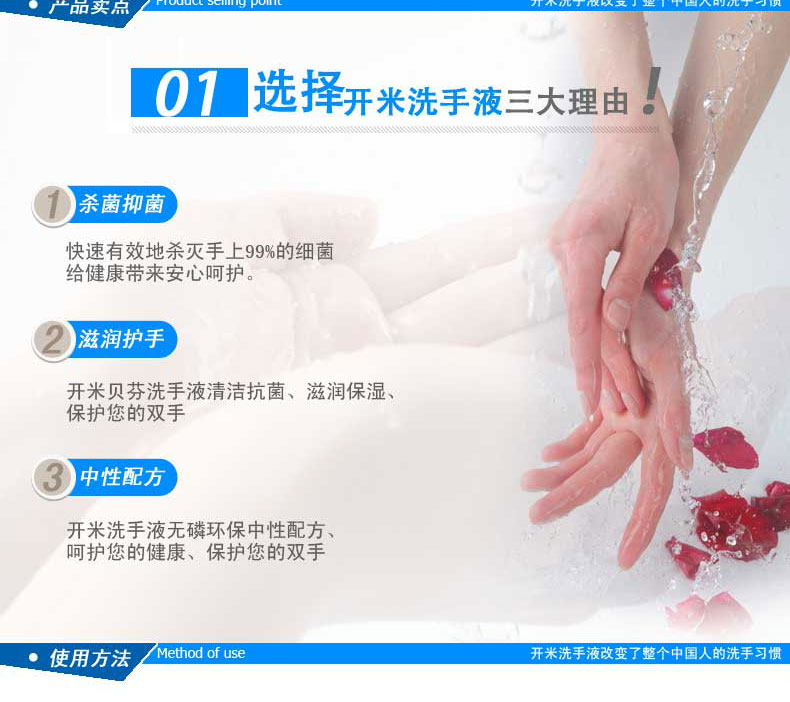 产品卖点
Product selling point
开米洗手液改变了整个中国人的洗手习惯
01 选择开米洗手液三大理由!
1 杀菌抑菌
快速有效地杀灭手上99%的细菌
给健康带来安心呵护。
2 滋润护手
开米贝芬洗手液清洁抗菌、滋润保湿、
保护您的双手
3 中性配方
开米洗手液无磷环保中性配方、
呵护您的健康、保护您的双手
使用方法
Method of use
开米洗手液改变了整个中国人的洗手习惯